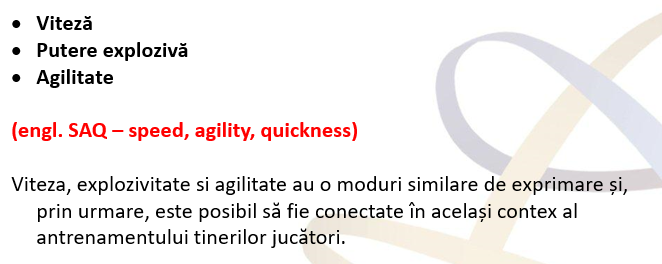 • Viteză
• Putere explozivă
• Agilitate
(engl. SAQ – speed, agility, quickness)
Viteza, explozivitate si agilitate au o moduri similare de exprimare și,
prin urmare, este posibil să fie conectate în același contex al
antrenamentului tinerilor jucători.